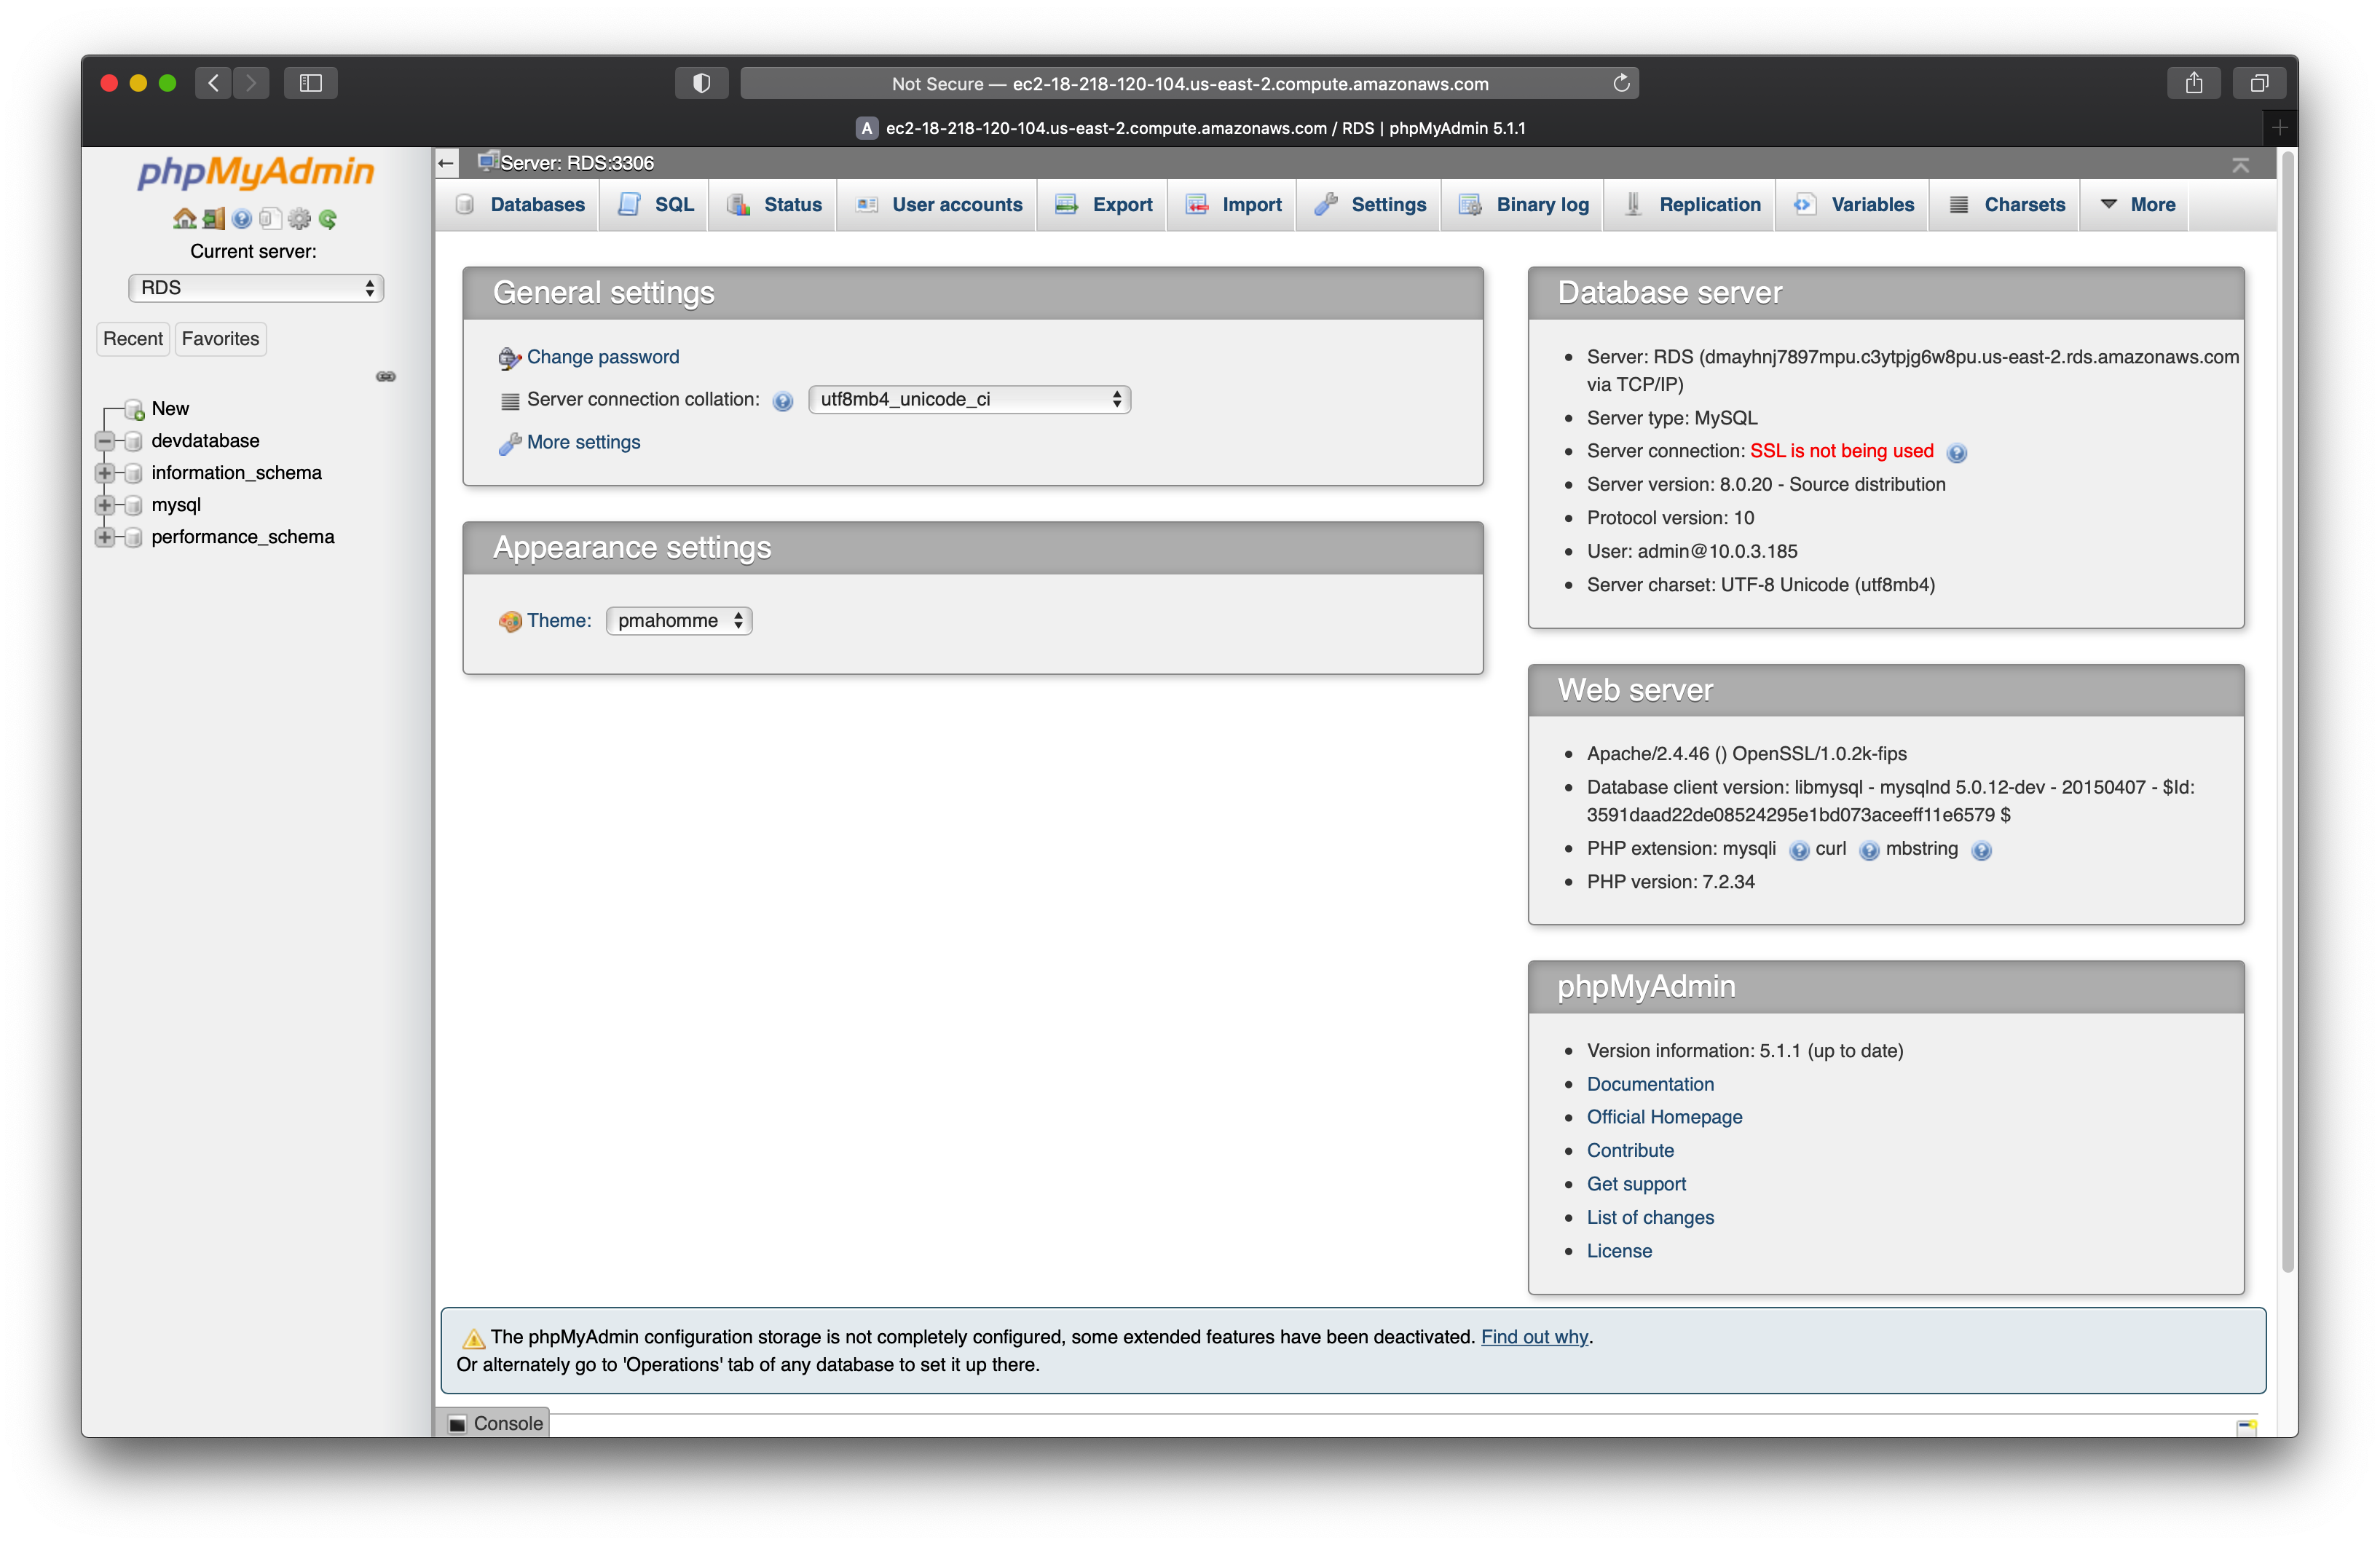 Not Secure — ec2-18-218-120-104.us-east-2.compute.amazonaws.com
A ec2-18-218-120-104.us-east-2.compute.amazonaws.com / RDS | phpMyAdmin 5.1.1
phpMyAdmin
Current server:
RDS
Recent Favorites
New
devdatabase
information_schema
mysql
performance_schema
Server: RDS:3306
Databases SQL Status User accounts Export Import Settings Binary log Replication Variables Charsets More
General settings
Change password
Server connection collation: utf8mb4_unicode_ci
More settings
Appearance settings
Theme: pmahomme
Database server
Server: RDS (dmayhnj7897mpu.c3ytpjg6w8pu.us-east-2.rds.amazonaws.com
via TCP/IP)
Server type: MySQL
Server connection: SSL is not being used
Server version: 8.0.20 - Source distribution
Protocol version: 10
User: admin@10.0.3.185
Server charset: UTF-8 Unicode (utf8mb4)
Web server
Apache/2.4.46 () OpenSSL/1.0.2k-fips
Database client version: libmysql - mysqlnd 5.0.12-dev - 20150407 - $Id:
3591daad22de08524295e1bd073aceeff11e6579 $
PHP extension: mysqli curl mbstring
PHP version: 7.2.34
phpMyAdmin
Version information: 5.1.1 (up to date)
Documentation
Official Homepage
Contribute
Get support
List of changes
License
The phpMyAdmin configuration storage is not completely configured, some extended features have been deactivated. Find out why.
Or alternately go to 'Operations' tab of any database to set it up there.
Console